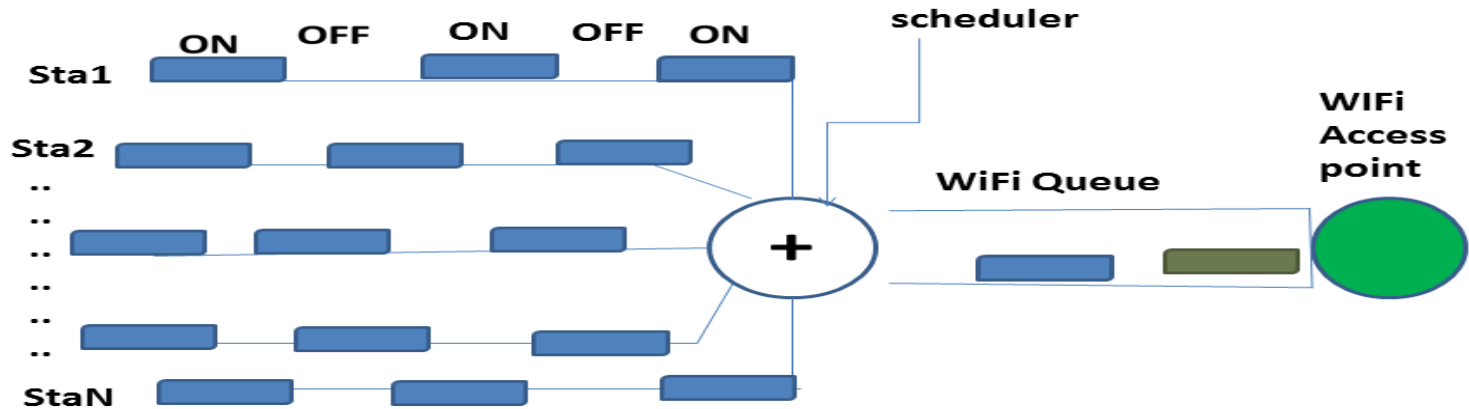 scheduler
ON OFF ON OFF ON
Sta1
WIFi
Access
point
Sta2
..
WiFi Queue
..
+
..
..
..
..
StaN